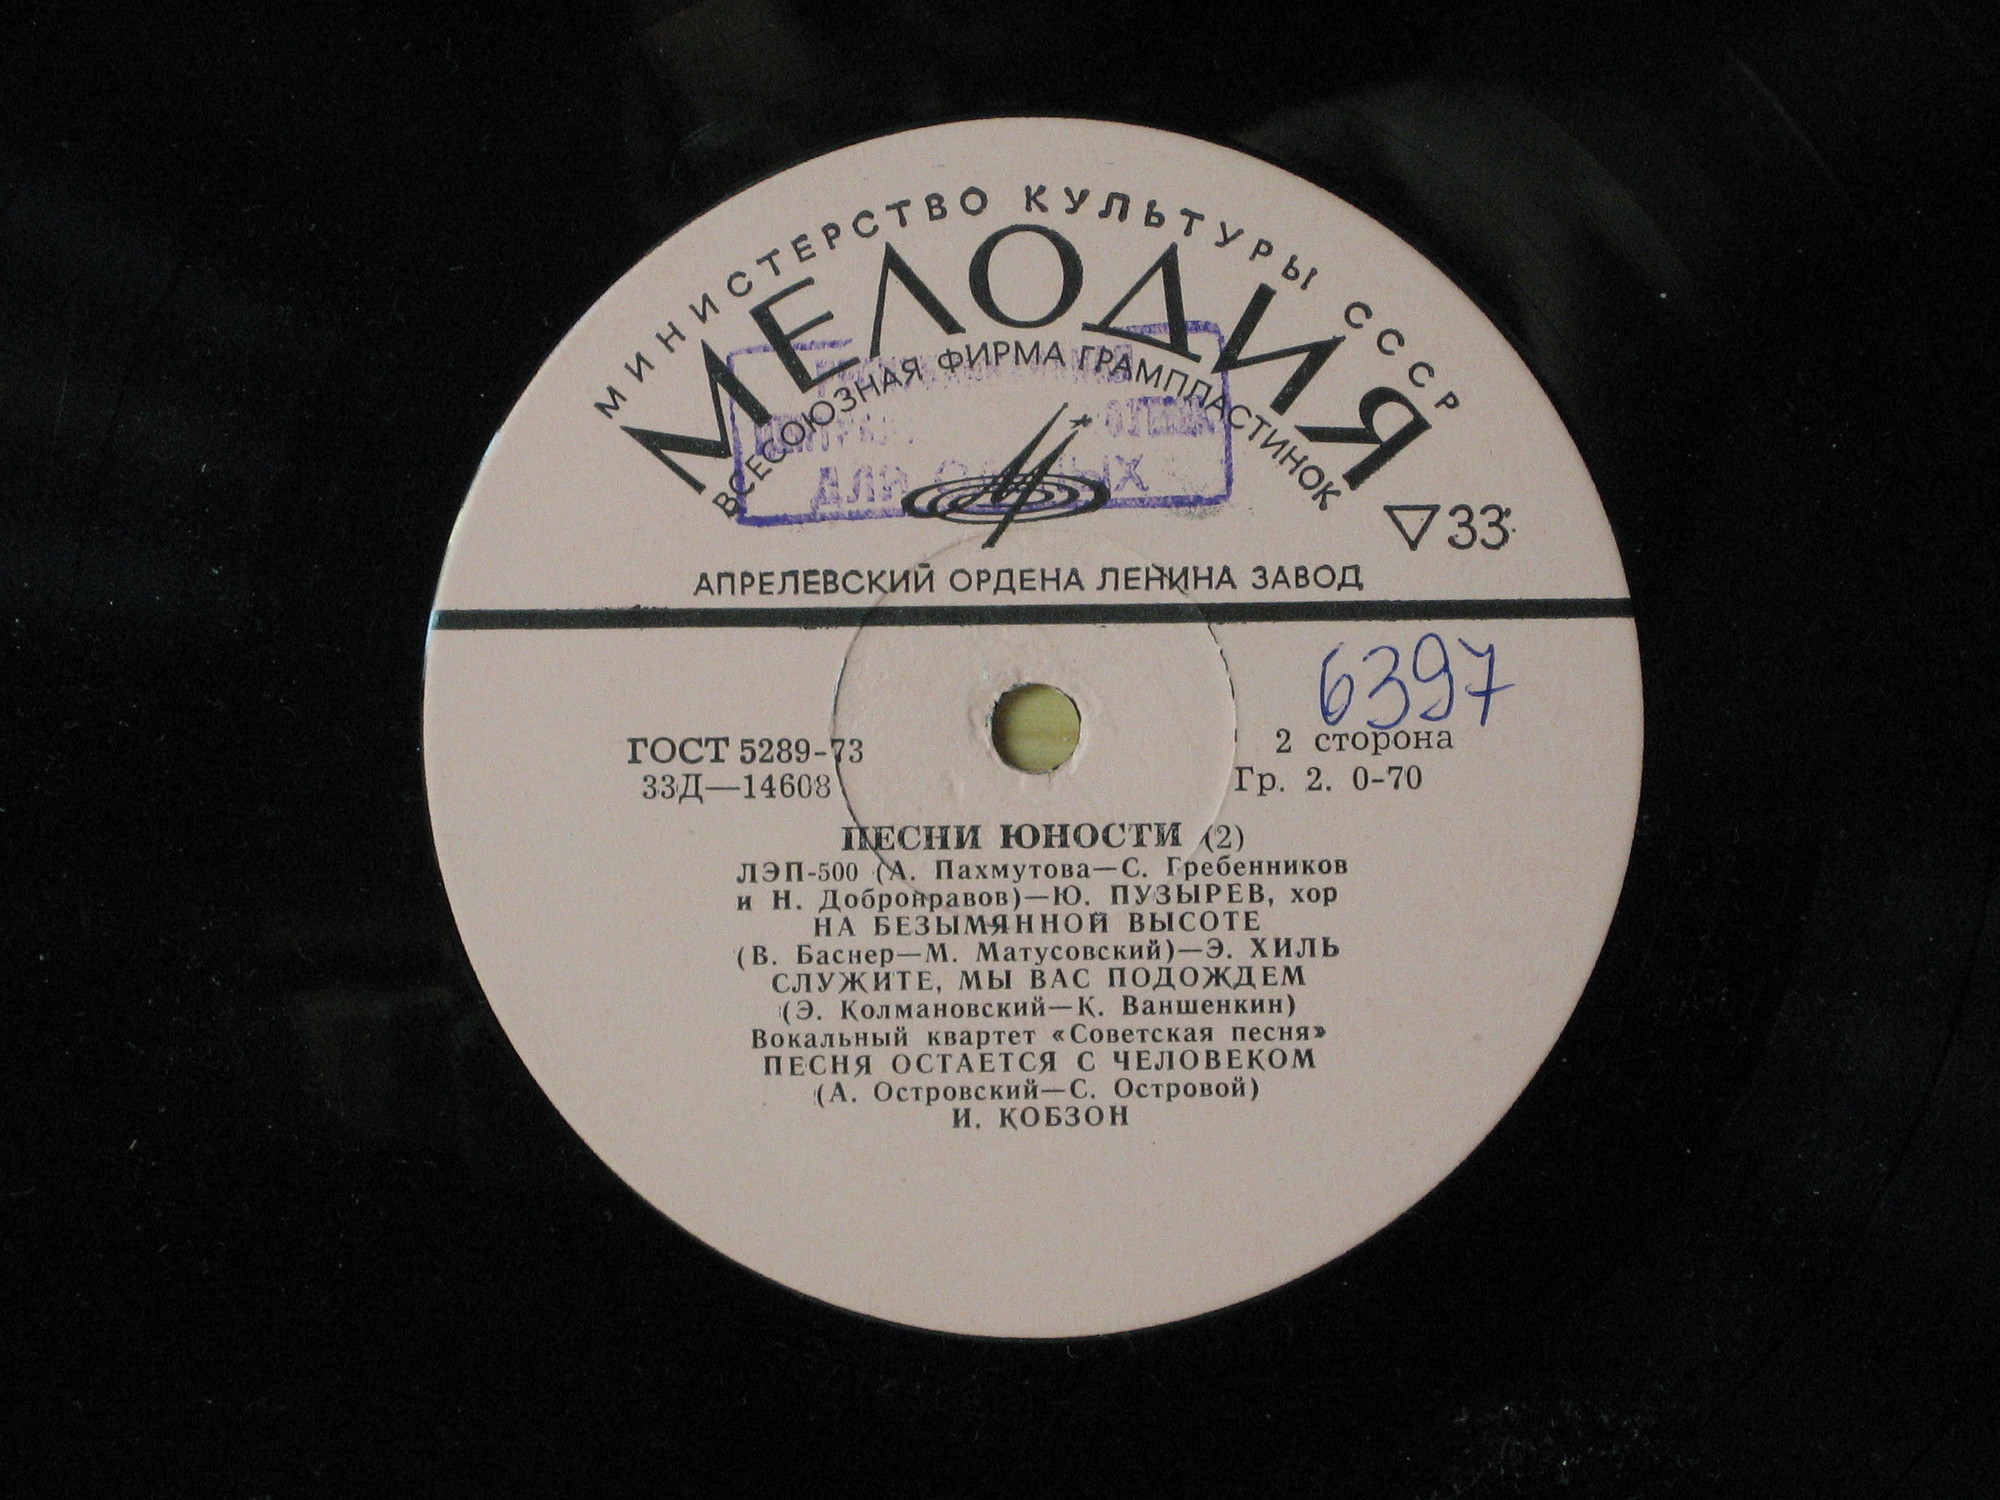 МИНИСТЕРСТВО КУЛЬТУРЫ СССР
МЕЛОДИЯ
ВСЕСОЮЗНАЯ ФИРМА ГРАМПЛАСТИНОК
▽33
АПРЕЛЕВСКИЙ ОРДЕНА ЛЕНИНА ЗАВОД
6397
ГОСТ 5289-73
2 сторона
33Д—14608
Гр. 2. 0-70
ПЕСНИ ЮНОСТИ (2)
ЛЭП-500 (А. Пахмутова—С. Гребенников
и Н. Добронравов)—Ю. ПУЗЫРЕВ, хор
НА БЕЗЫМЯННОЙ ВЫСОТЕ
(В. Баснер—М. Матусовский)—Э. ХИЛЬ
СЛУЖИТЕ, МЫ ВАС ПОДОЖДЕМ
(Э. Колмановский—К. Ваншенкин)
Вокальный квартет «Советская песня»
ПЕСНЯ ОСТАЕТСЯ С ЧЕЛОВЕКОМ
(А. Островский—С. Островой)
И. КОБЗОН